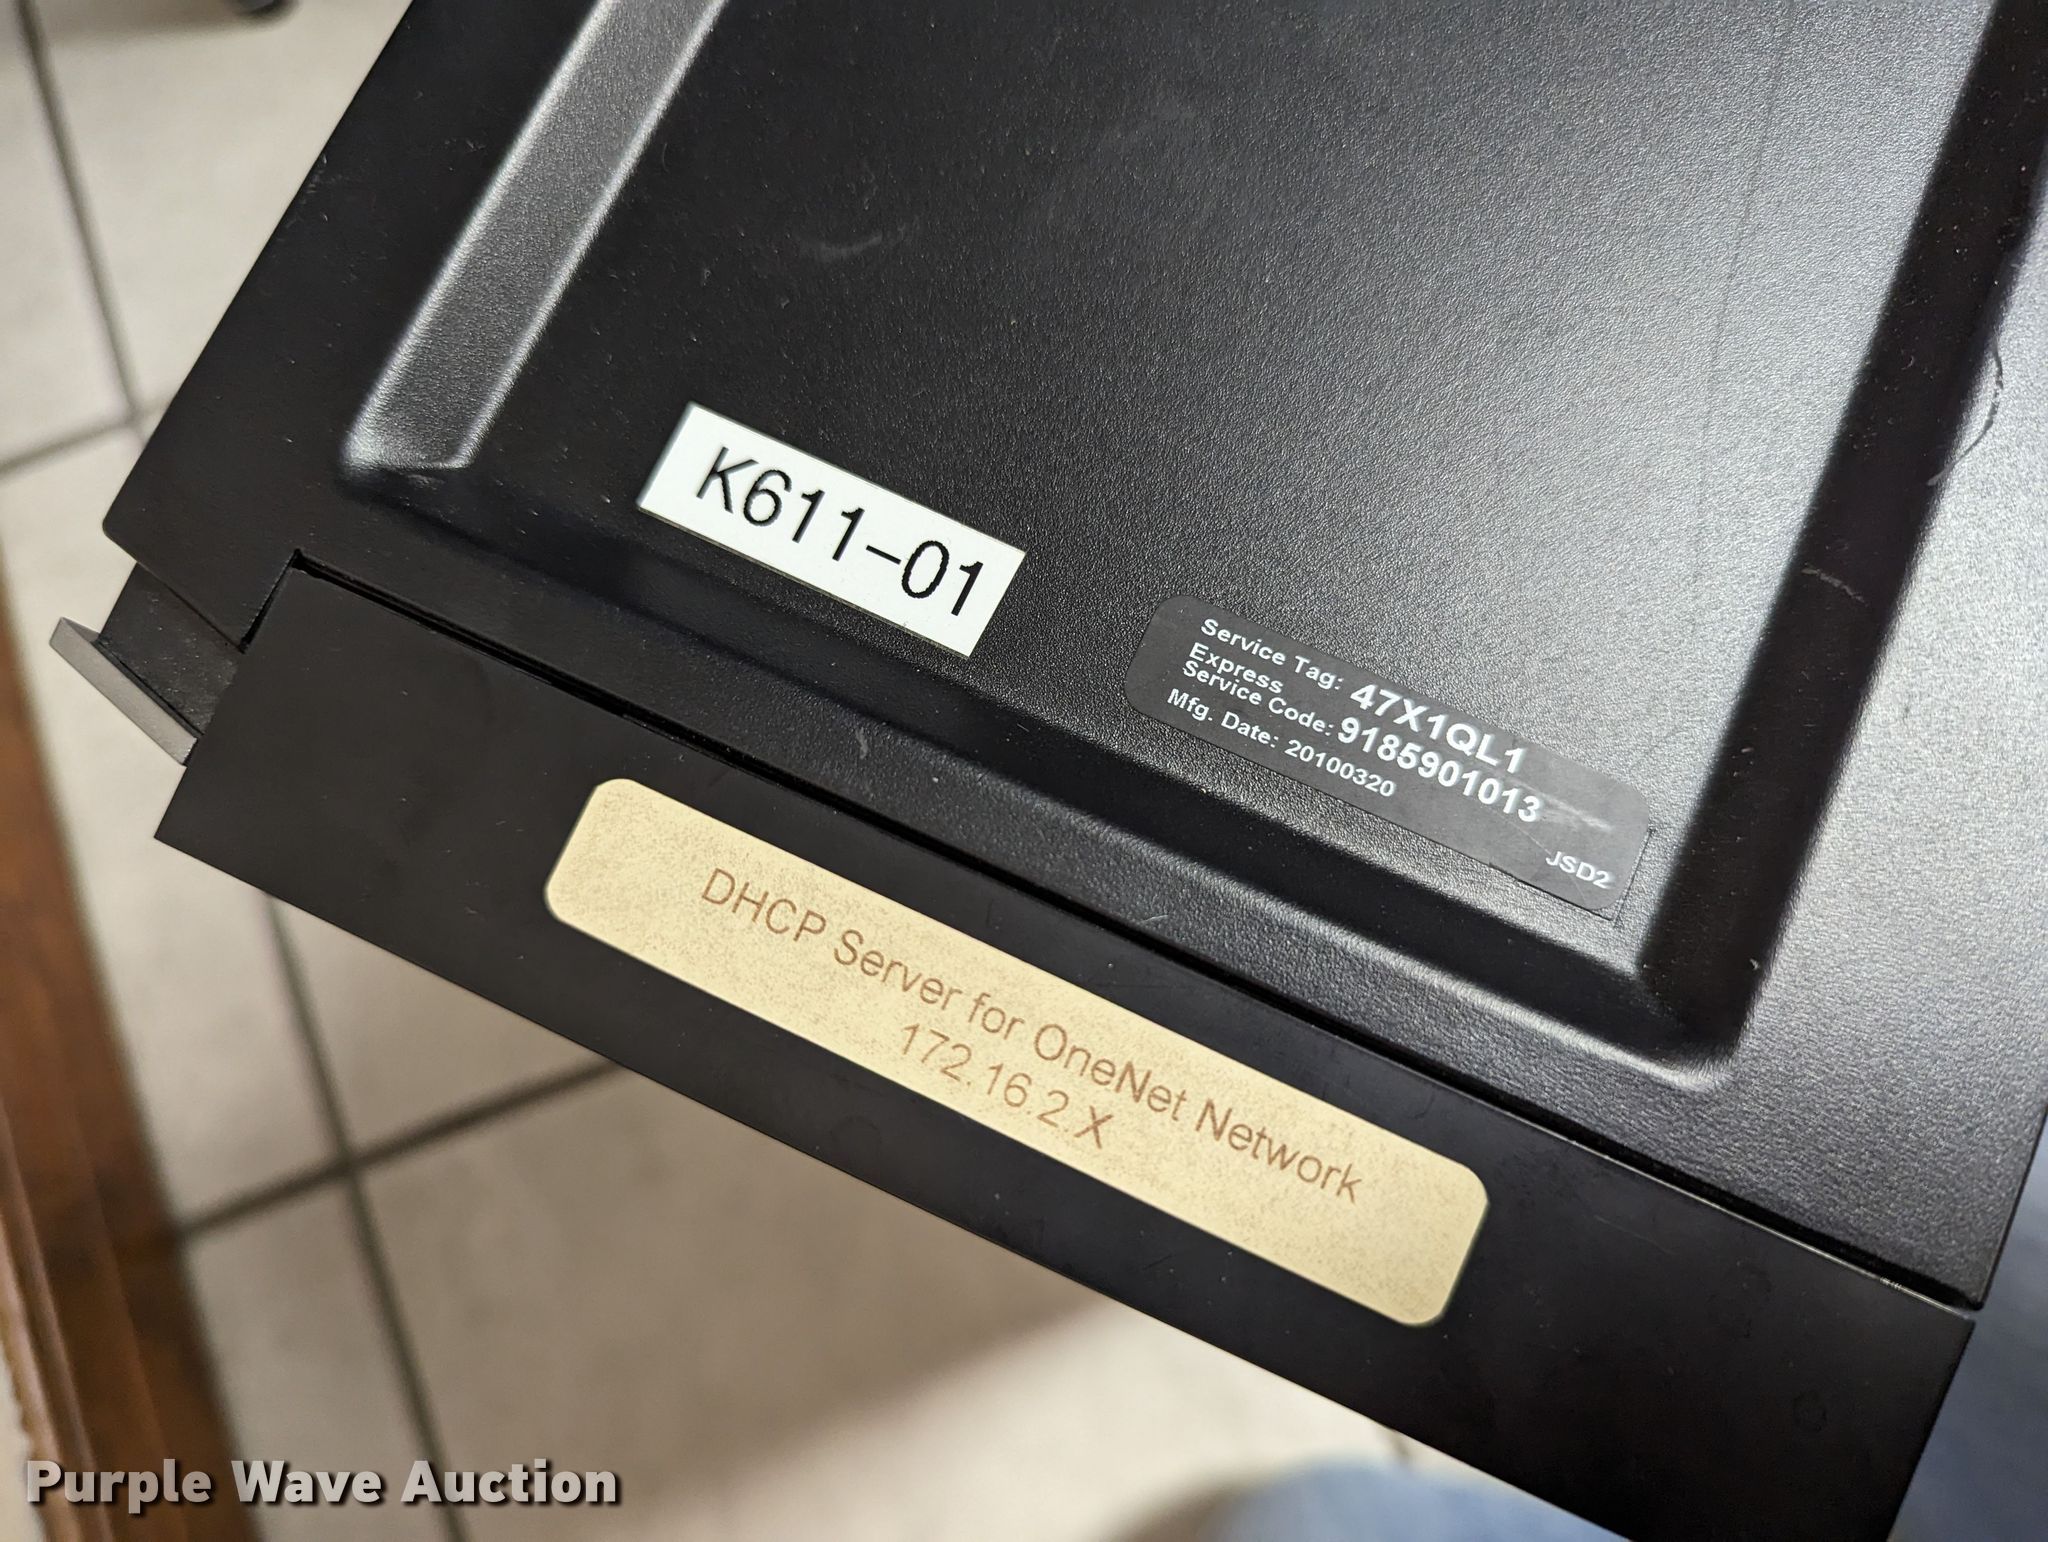 K611-01
Service Tag: 47X1QL1
Express
Service Code: 9185901013
Mfg. Date: 20100320
JSD2
DHCP Server for OneNet Network
172.16.2.X
Purple Wave Auction